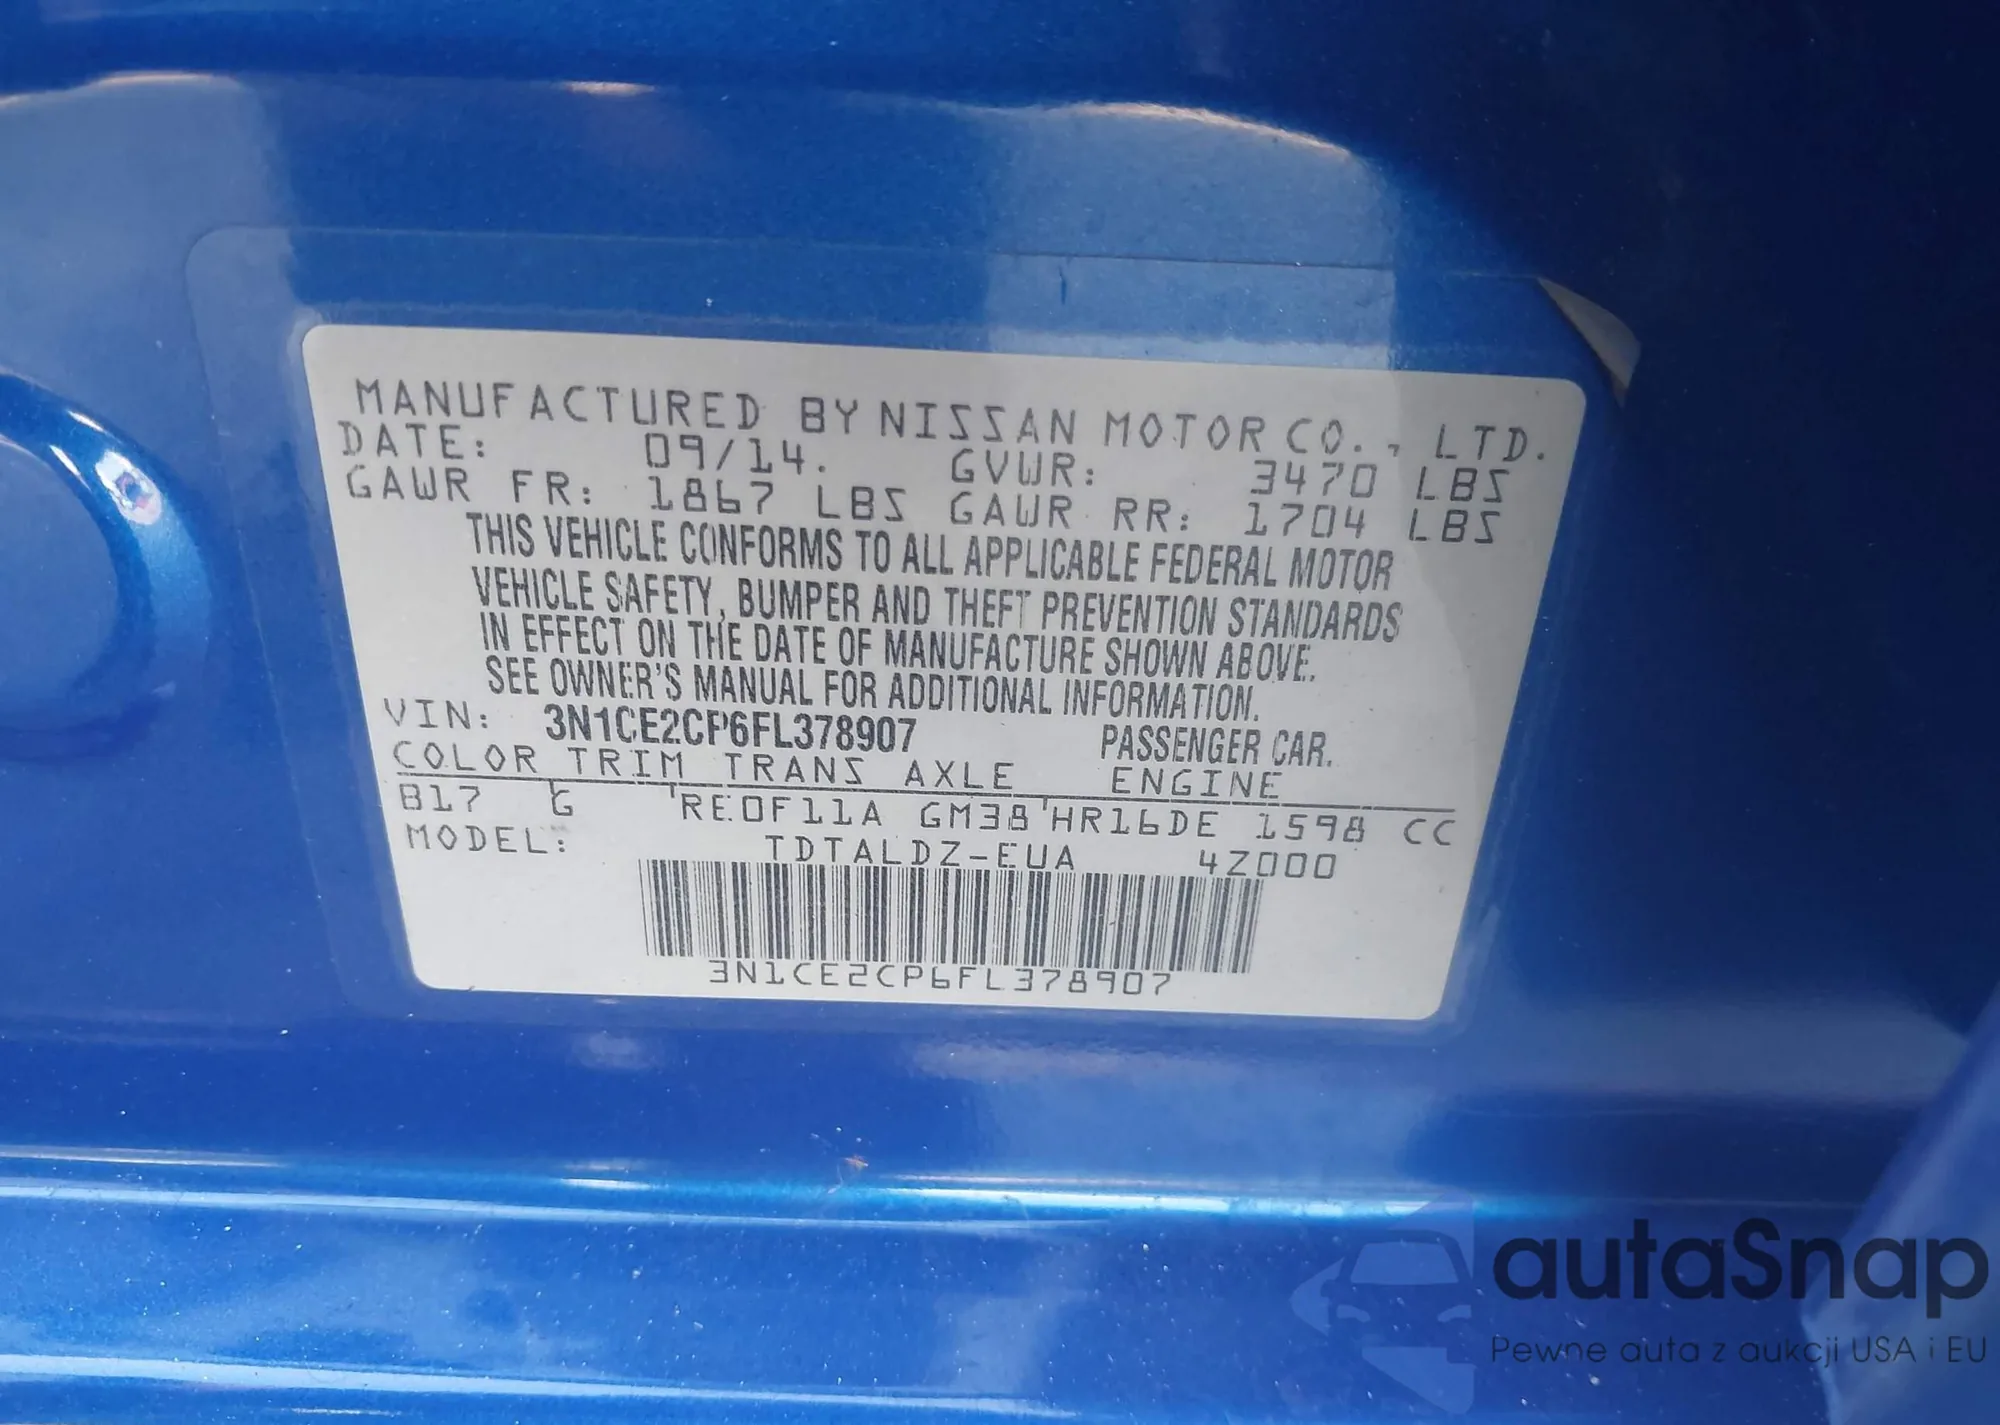 MANUFACTURED BY NISSAN MOTOR CO., LTD.
DATE: 09/14. GVWR: 3470 LBS
GAWR FR: 1867 LBS GAWR RR: 1704 LBS
THIS VEHICLE CONFORMS TO ALL APPLICABLE FEDERAL MOTOR
VEHICLE SAFETY, BUMPER AND THEFT PREVENTION STANDARDS
IN EFFECT ON THE DATE OF MANUFACTURE SHOWN ABOVE.
SEE OWNER'S MANUAL FOR ADDITIONAL INFORMATION.
VIN: 3N1CE2CP6FL378907 PASSENGER CAR.
COLOR TRIM TRANS AXLE ENGINE
B17 G RE0F11A GM38 HR16DE 1598 CC
MODEL: TDTALDZ-EUA 4Z000
3N1CE2CP6FL378907
autaSnap
Pewne auta z aukcji USA i EU